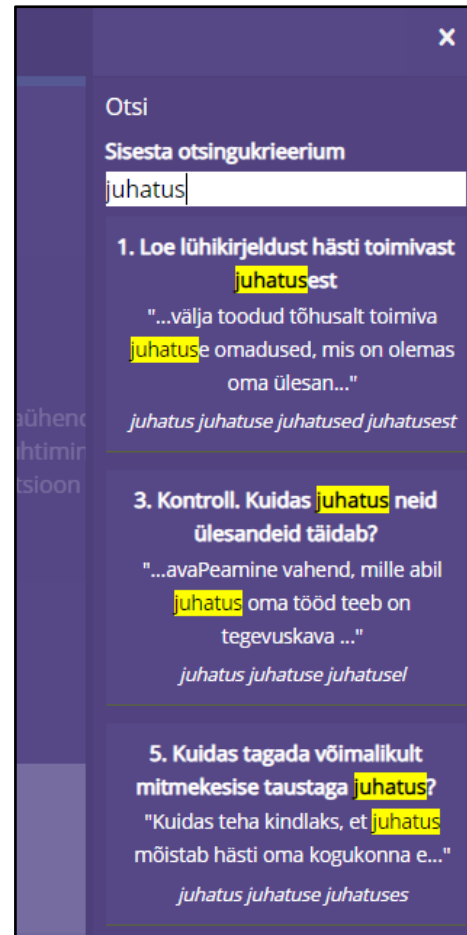 ×
Otsi
Sisesta otsingukrieerium
juhatus
1. Loe lühikirjeldust hästi toimivast
juhatusest
"...välja toodud tõhusalt toimiva
juhatuse omadused, mis on olemas
oma ülesan..."
juhatus juhatuse juhatused juhatusest
aühend
ihtimin
tsioon
3. Kontroll. Kuidas juhatus neid
ülesandeid täidab?
"...avaPeamine vahend, mille abil
juhatus oma tööd teeb on
tegevuskava ..."
juhatus juhatuse juhatusel
5. Kuidas tagada võimalikult
mitmekesise taustaga juhatus?
"Kuidas teha kindlaks, et juhatus
mõistab hästi oma kogukonna e..."
juhatus juhatuse juhatuses